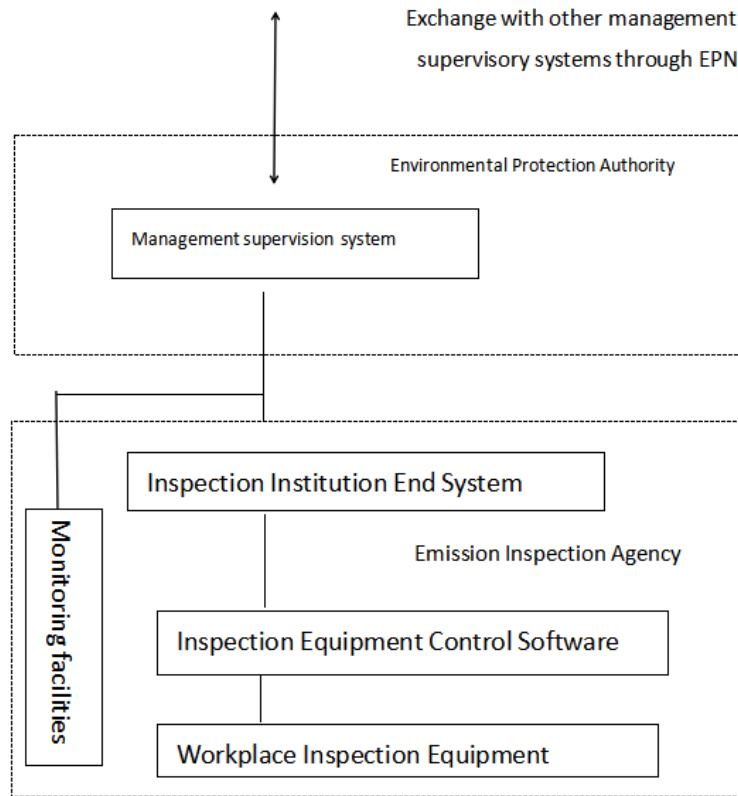 Exchange with other management
supervisory systems through EPN
Environmental Protection Authority
Management supervision system
Inspection Institution End System
Emission Inspection Agency
Monitoring facilities
Inspection Equipment Control Software
Workplace Inspection Equipment